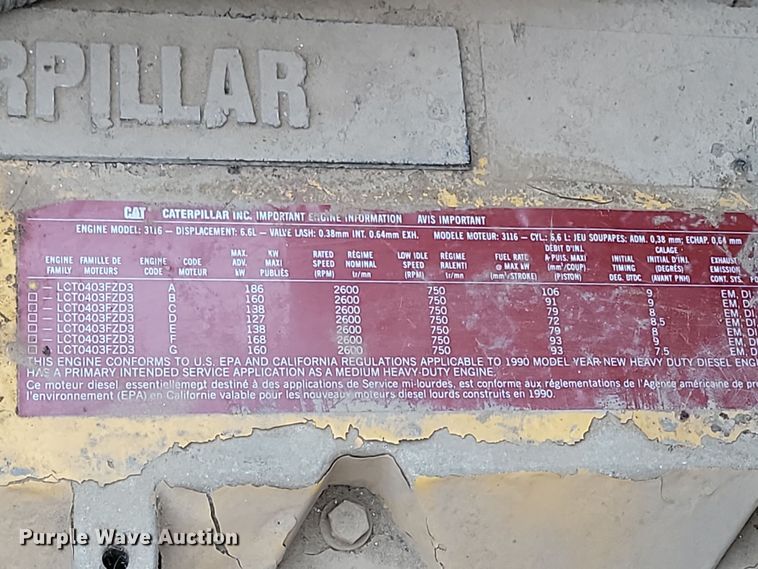 RPILLAR
CAT CATERPILLAR INC. IMPORTANT ENGINE INFORMATION AVIS IMPORTANT
ENGINE MODEL: 3116 – DISPLACEMENT: 6.6L – VALVE LASH: 0.38mm INT. 0.64mm EXH. MODELE MOTEUR: 3116 – CYL.: 6,6 L: JEU SOUPAPES: ADM. 0,38 mm; ECHAP. 0,64 mm
ENGINE FAMILY FAMILLE DE MOTEURS ENGINE CODE CODE MOTEUR MAX. ADV. KW KW MAXI PUBLIÉS RATED SPEED (RPM) RÉGIME NOMINAL tr/mn LOW IDLE SPEED (RPM) RÉGIME RALENTI tr/mn FUEL RATE @ MAX kW (mm³/STROKE) DÉBIT D'INJ. A PUIS. MAXI (mm³/COUP) (PISTON) INITIAL TIMING DEG. BTDC CALAGE INITIAL D'INJ. (DEGRÉS) (AVANT PNH) EXHAUST EMISSION CONT. SYS.
– LCT0403FZD3 A 186 2600 750 106 9 EM, DI
– LCT0403FZD3 B 160 2600 750 91 9 EM, DI
– LCT0403FZD3 C 138 2600 750 79 8 EM, DI
– LCT0403FZD3 D 127 2600 750 72 8,5 EM, DI
– LCT0403FZD3 E 138 2600 750 79 8 EM, DI
– LCT0403FZD3 F 168 2600 750 93 9 EM, DI
– LCT0403FZD3 G 160 2600 750 93 7.5 EM, DI
THIS ENGINE CONFORMS TO U.S. EPA AND CALIFORNIA REGULATIONS APPLICABLE TO 1990 MODEL YEAR NEW HEAVY DUTY DIESEL ENG
HAS A PRIMARY INTENDED SERVICE APPLICATION AS A MEDIUM HEAVY-DUTY ENGINE.
Ce moteur diesel, essentiellement destiné à des applications de Service mi-lourdes, est conforme aux réglementations de l'Agence américaine de pr
l'environnement (EPA) en Californie valable pour les nouveaux moteurs diesel lourds construits en 1990.
Purple Wave Auction